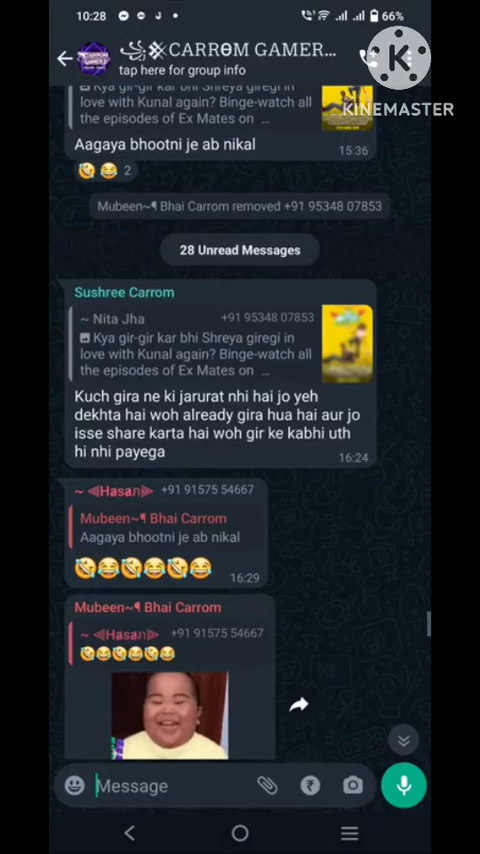 10:28
66%
K
KINEMASTER
꧁𓊈CARRӨM GAMER...
tap here for group info
Kya gir-gir kar bhi Shreya giregi in
love with Kunal again? Binge-watch all
the episodes of Ex Mates on ...
Aagaya bhootni je ab nikal
15:36
🤣 😂 2
Mubeen~¶ Bhai Carrom removed +91 95348 07853
28 Unread Messages
Sushree Carrom
~ Nita Jha +91 95348 07853
Kya gir-gir kar bhi Shreya giregi in
love with Kunal again? Binge-watch all
the episodes of Ex Mates on ...
Kuch gira ne ki jarurat nhi hai jo yeh
dekhta hai woh already gira hua hai aur jo
isse share karta hai woh gir ke kabhi uth
hi nhi payega
16:24
~ ⫷Hasan⫸ +91 91575 54667
Mubeen~¶ Bhai Carrom
Aagaya bhootni je ab nikal
🤣😂🤣😂🤣😂
16:29
Mubeen~¶ Bhai Carrom
~ ⫷Hasan⫸ +91 91575 54667
🤣😂🤣😂🤣😂
Message